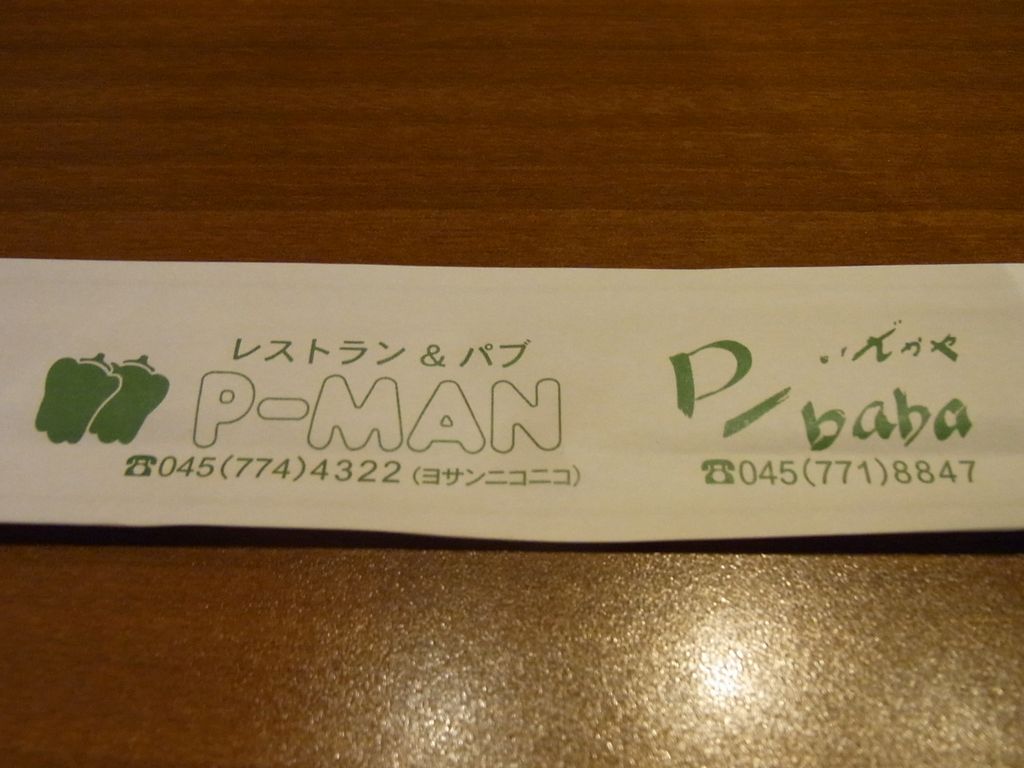 レストラン & パブ
P-MAN
☎045(774)4322 (ヨサンニコニコ)
いざかや
P/baba
☎045(771)8847